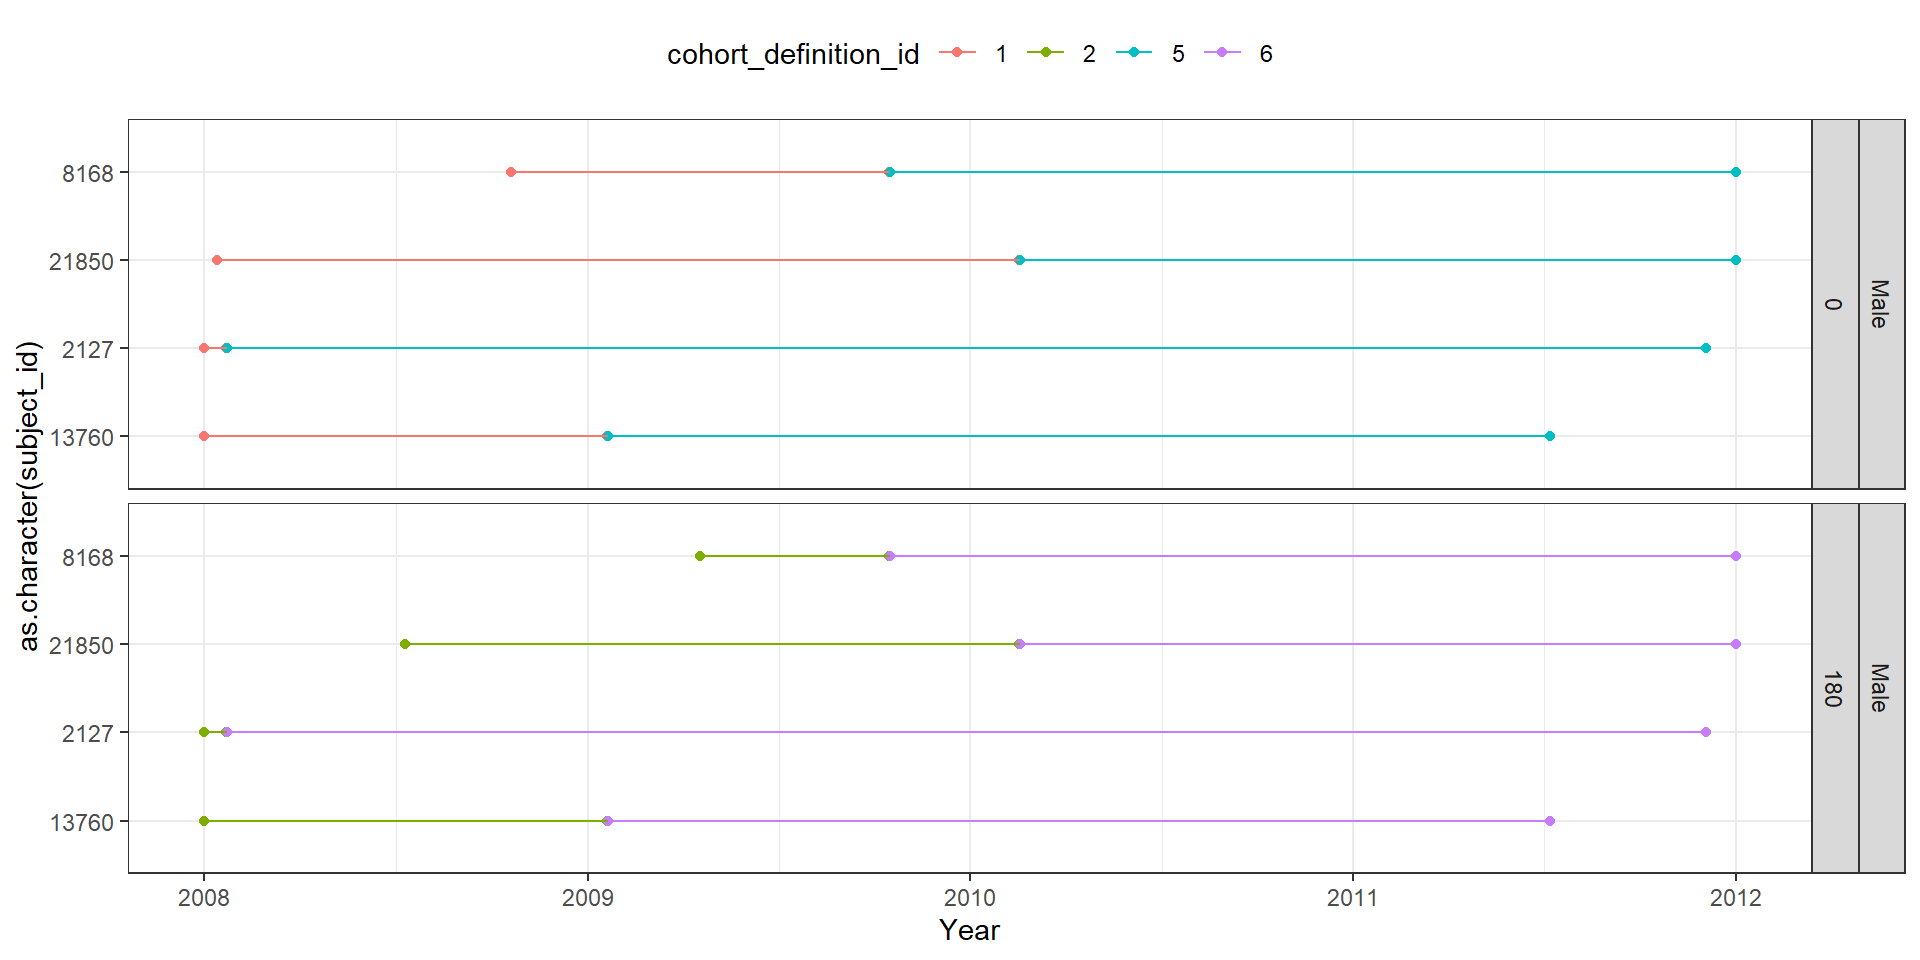 cohort_definition_id 1 2 5 6
as.character(subject_id)
8168
21850
2127
13760
0
Male
8168
21850
2127
13760
180
Male
2008 2009 2010 2011 2012
Year